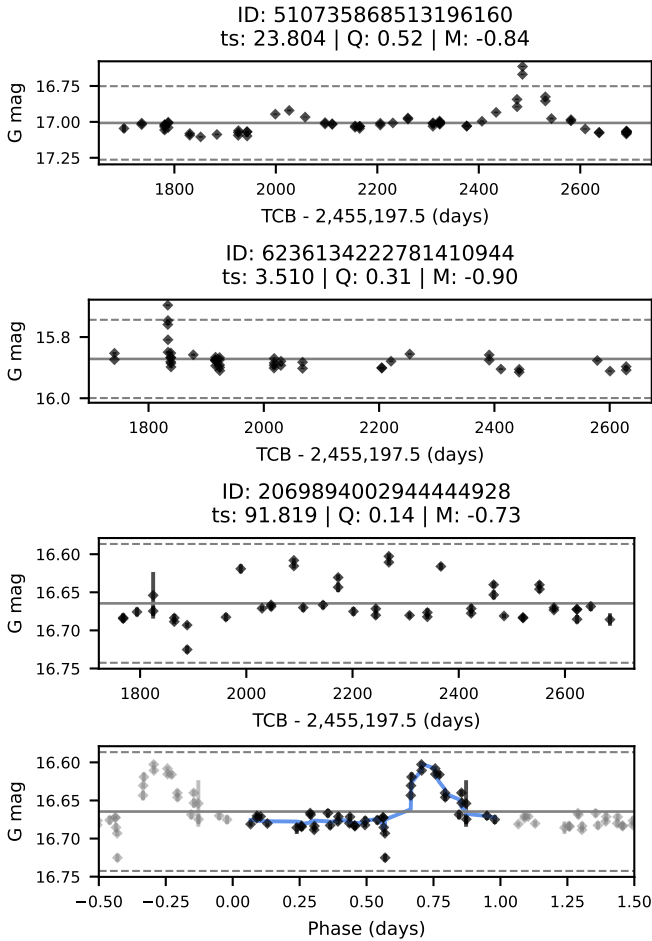 ID: 510735868513196160
ts: 23.804 | Q: 0.52 | M: -0.84
16.75
17.00
17.25
G mag
1800 2000 2200 2400 2600
TCB - 2,455,197.5 (days)
ID: 6236134222781410944
ts: 3.510 | Q: 0.31 | M: -0.90
15.8
16.0
G mag
1800 2000 2200 2400 2600
TCB - 2,455,197.5 (days)
ID: 2069894002944444928
ts: 91.819 | Q: 0.14 | M: -0.73
16.60
16.65
16.70
16.75
G mag
1800 2000 2200 2400 2600
TCB - 2,455,197.5 (days)
16.60
16.65
16.70
16.75
G mag
−0.50 −0.25 0.00 0.25 0.50 0.75 1.00 1.25 1.50
Phase (days)